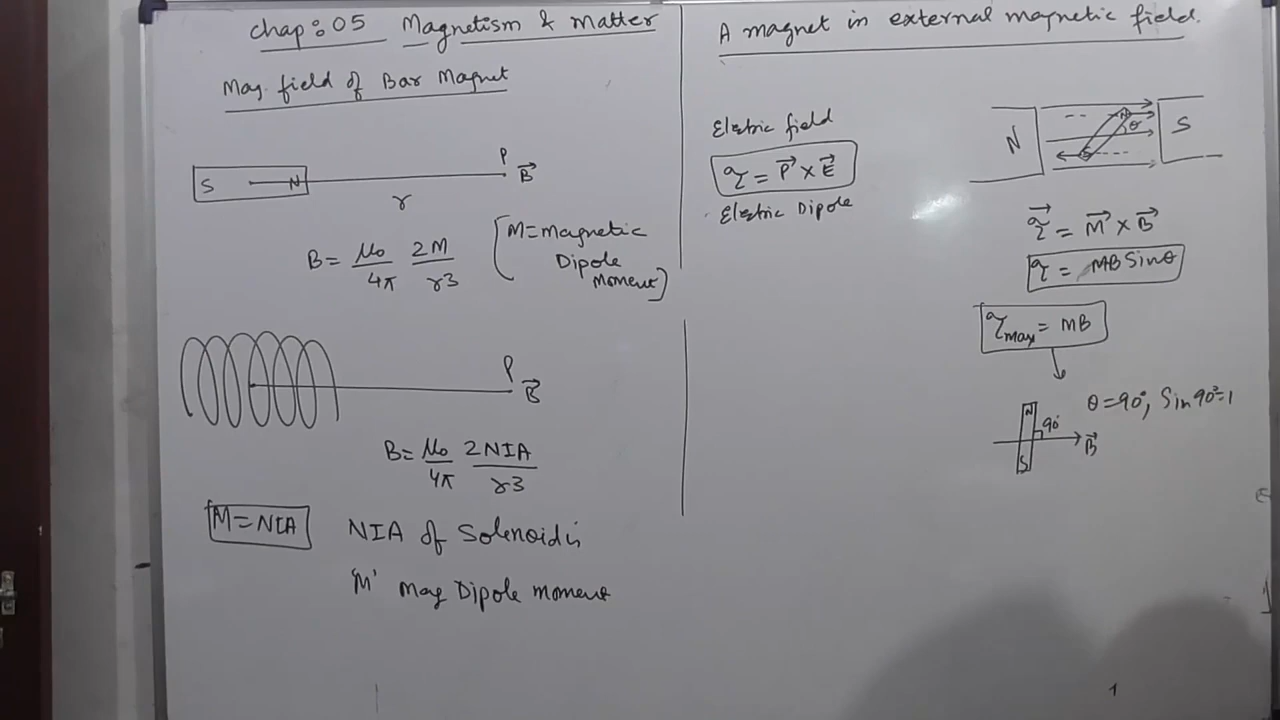 chap: 05 Magnetism & Matter
Mag. field of Bar Magnet
S N P B⃗
r
B = μ₀/4π 2M/r3 [M = Magnetic
Dipole
Moment]
P B⃗
B = μ₀/4π 2NIA/r3
M = NIA NIA of Solenoid is
'M' Mag Dipole moment
A magnet in external magnetic field.
Eletric field
τ = P⃗ × E⃗
Eletric Dipole
N N θ S S
τ⃗ = M⃗ × B⃗
τ = MB Sinθ
τmax = MB
θ = 90°, Sin 90° = 1
N 90° B⃗
S
1